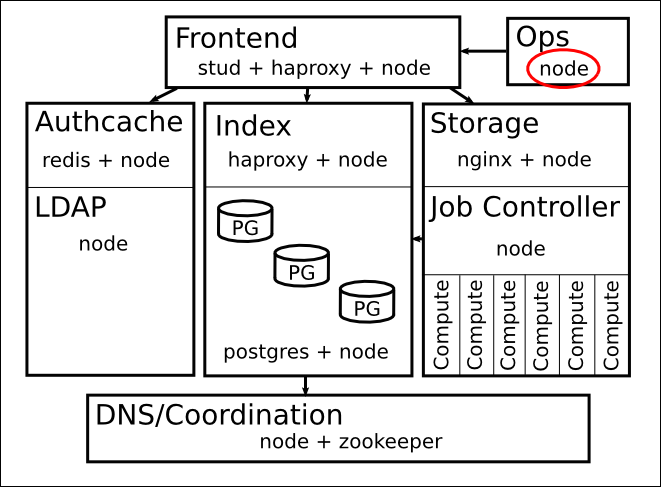 Frontend
stud + haproxy + node
Ops
node
Authcache
redis + node
LDAP
node
Index
haproxy + node
PG
PG
PG
postgres + node
Storage
nginx + node
Job Controller
node
Compute
Compute
Compute
Compute
Compute
Compute
DNS/Coordination
node + zookeeper